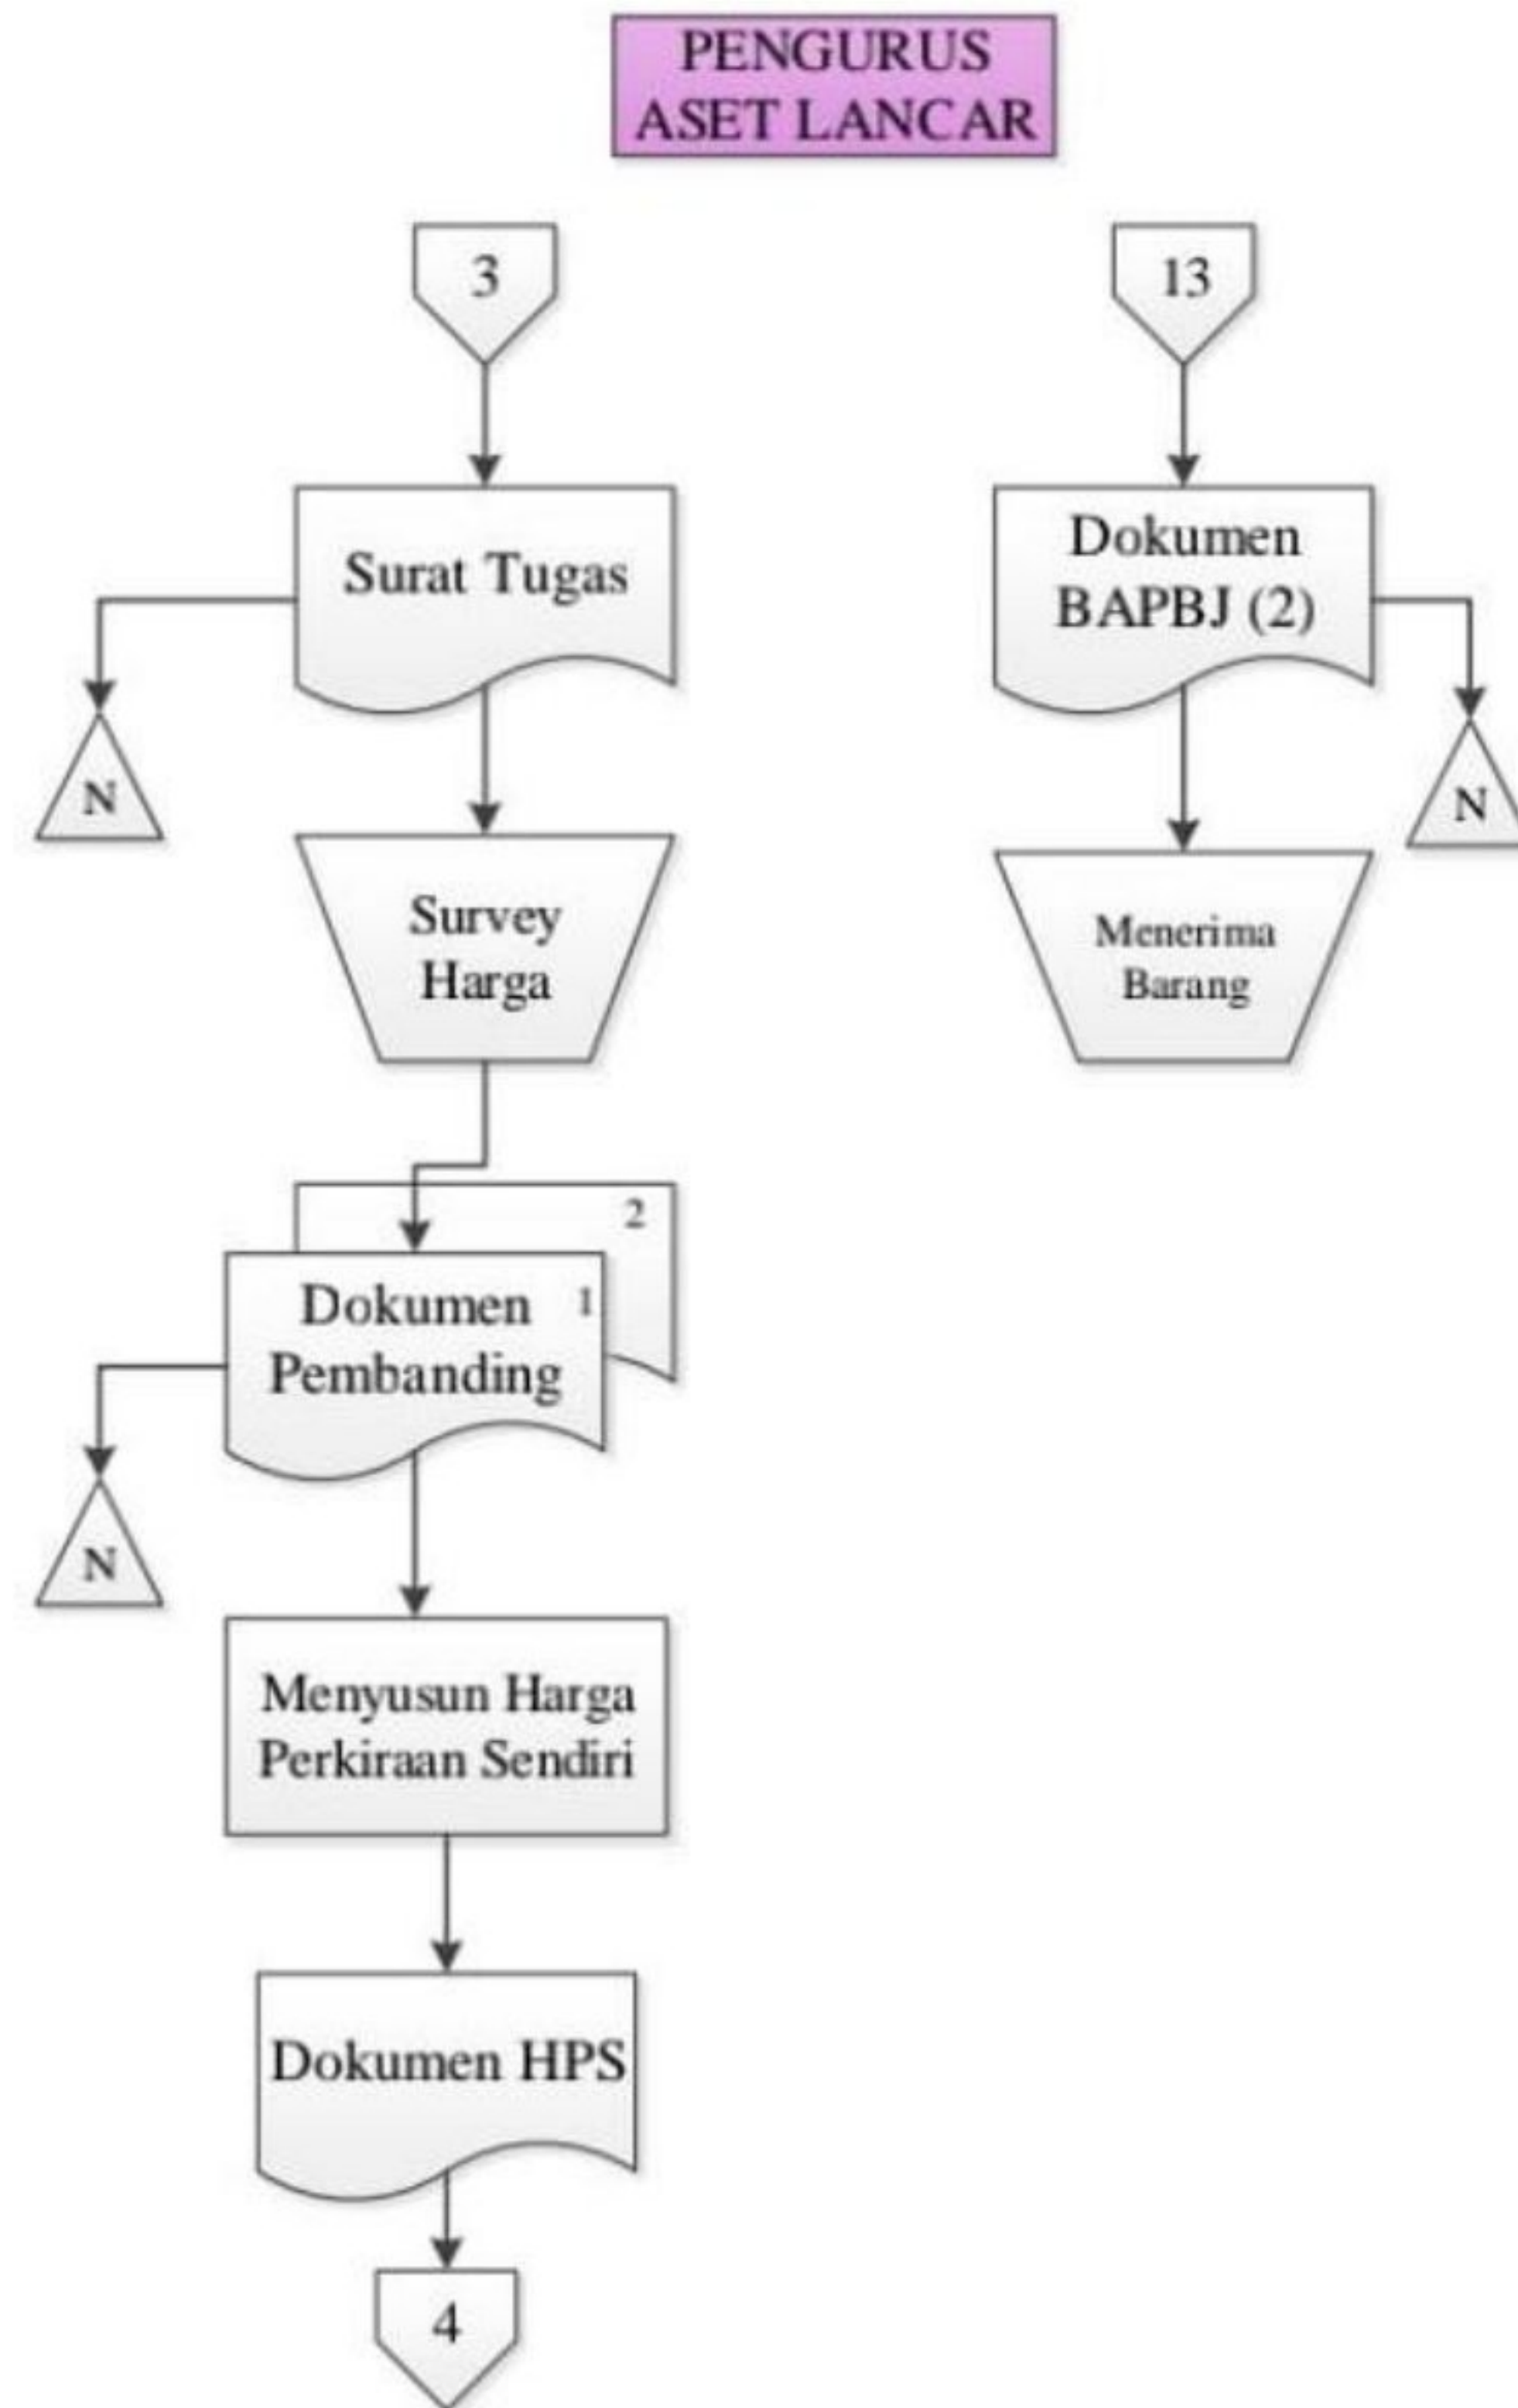 PENGURUS
ASET LANCAR
3
Surat Tugas
N
Survey
Harga
2
Dokumen 1
Pembanding
N
Menyusun Harga
Perkiraan Sendiri
Dokumen HPS
4
13
Dokumen
BAPBJ (2)
N
Menerima
Barang